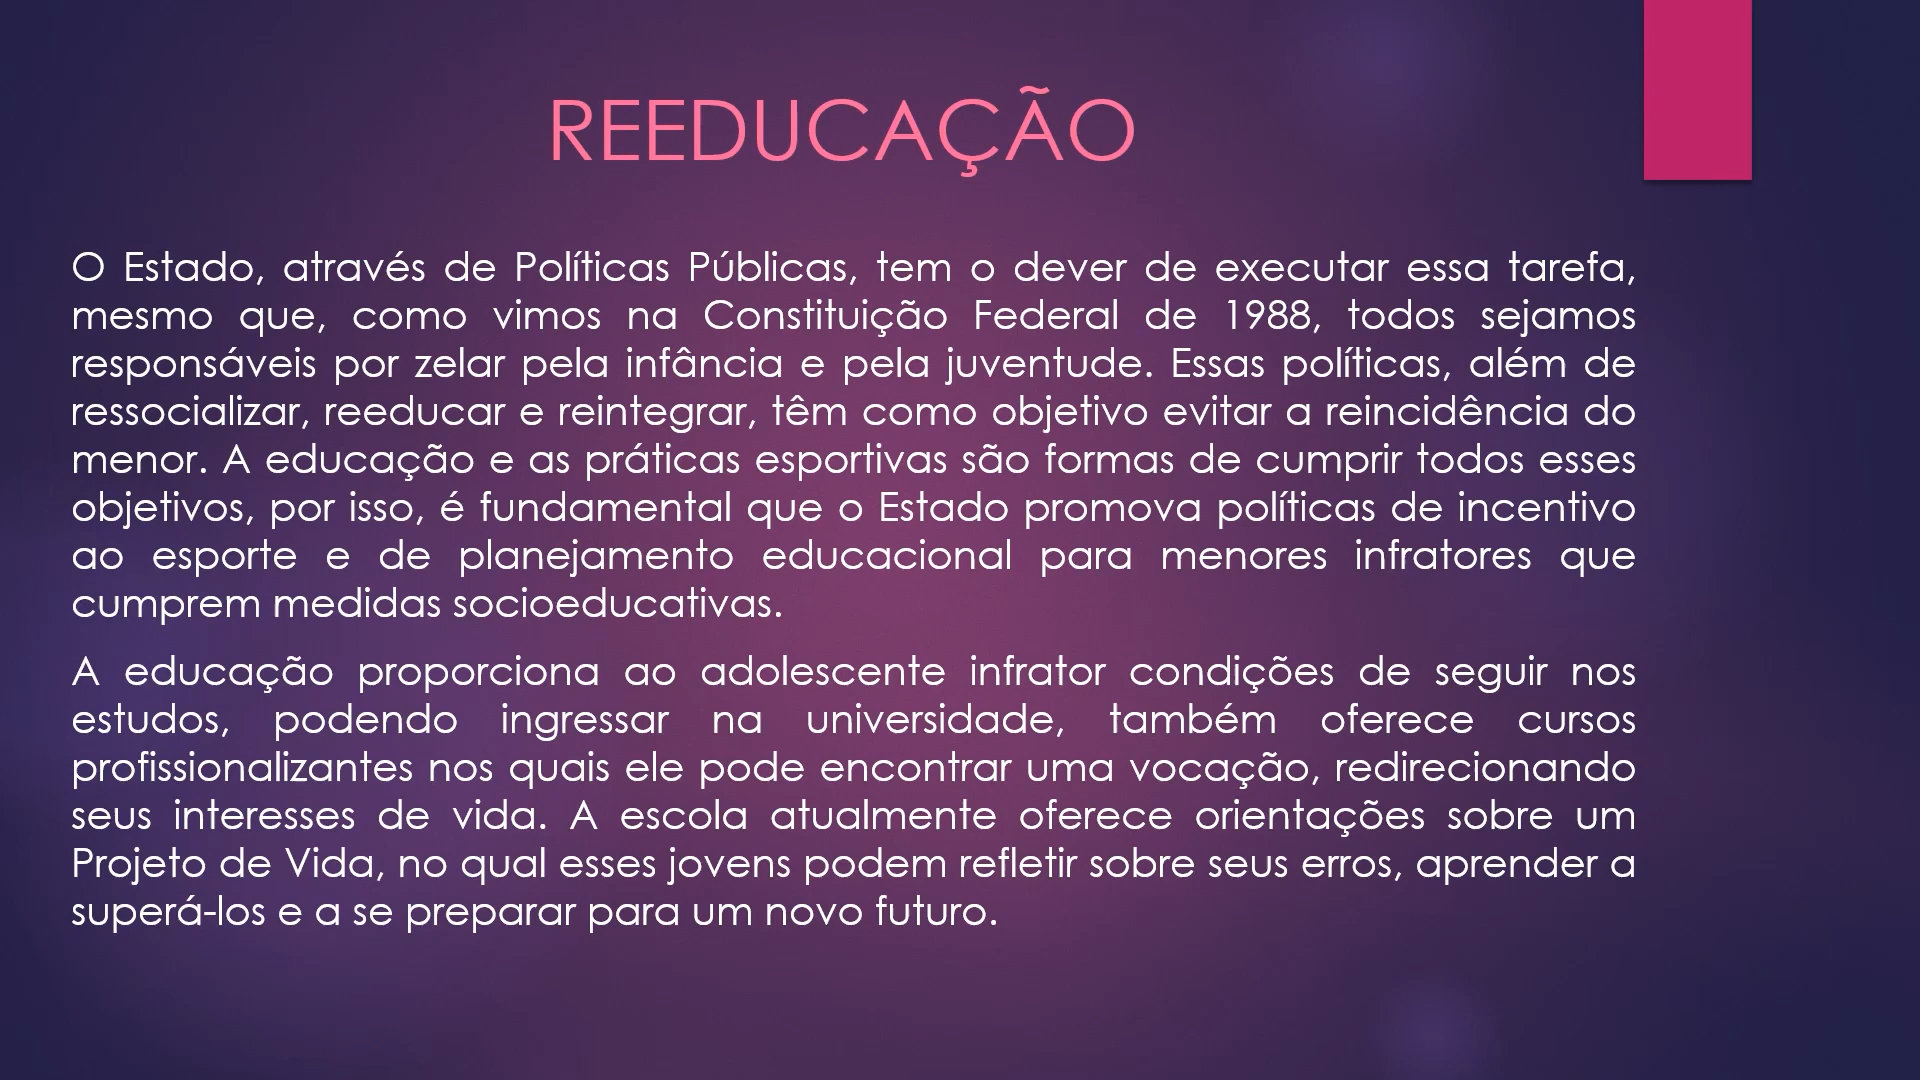 REEDUCAÇÃO
O Estado, através de Políticas Públicas, tem o dever de executar essa tarefa,
mesmo que, como vimos na Constituição Federal de 1988, todos sejamos
responsáveis por zelar pela infância e pela juventude. Essas políticas, além de
ressocializar, reeducar e reintegrar, têm como objetivo evitar a reincidência do
menor. A educação e as práticas esportivas são formas de cumprir todos esses
objetivos, por isso, é fundamental que o Estado promova políticas de incentivo
ao esporte e de planejamento educacional para menores infratores que
cumprem medidas socioeducativas.
A educação proporciona ao adolescente infrator condições de seguir nos
estudos, podendo ingressar na universidade, também oferece cursos
profissionalizantes nos quais ele pode encontrar uma vocação, redirecionando
seus interesses de vida. A escola atualmente oferece orientações sobre um
Projeto de Vida, no qual esses jovens podem refletir sobre seus erros, aprender a
superá-los e a se preparar para um novo futuro.